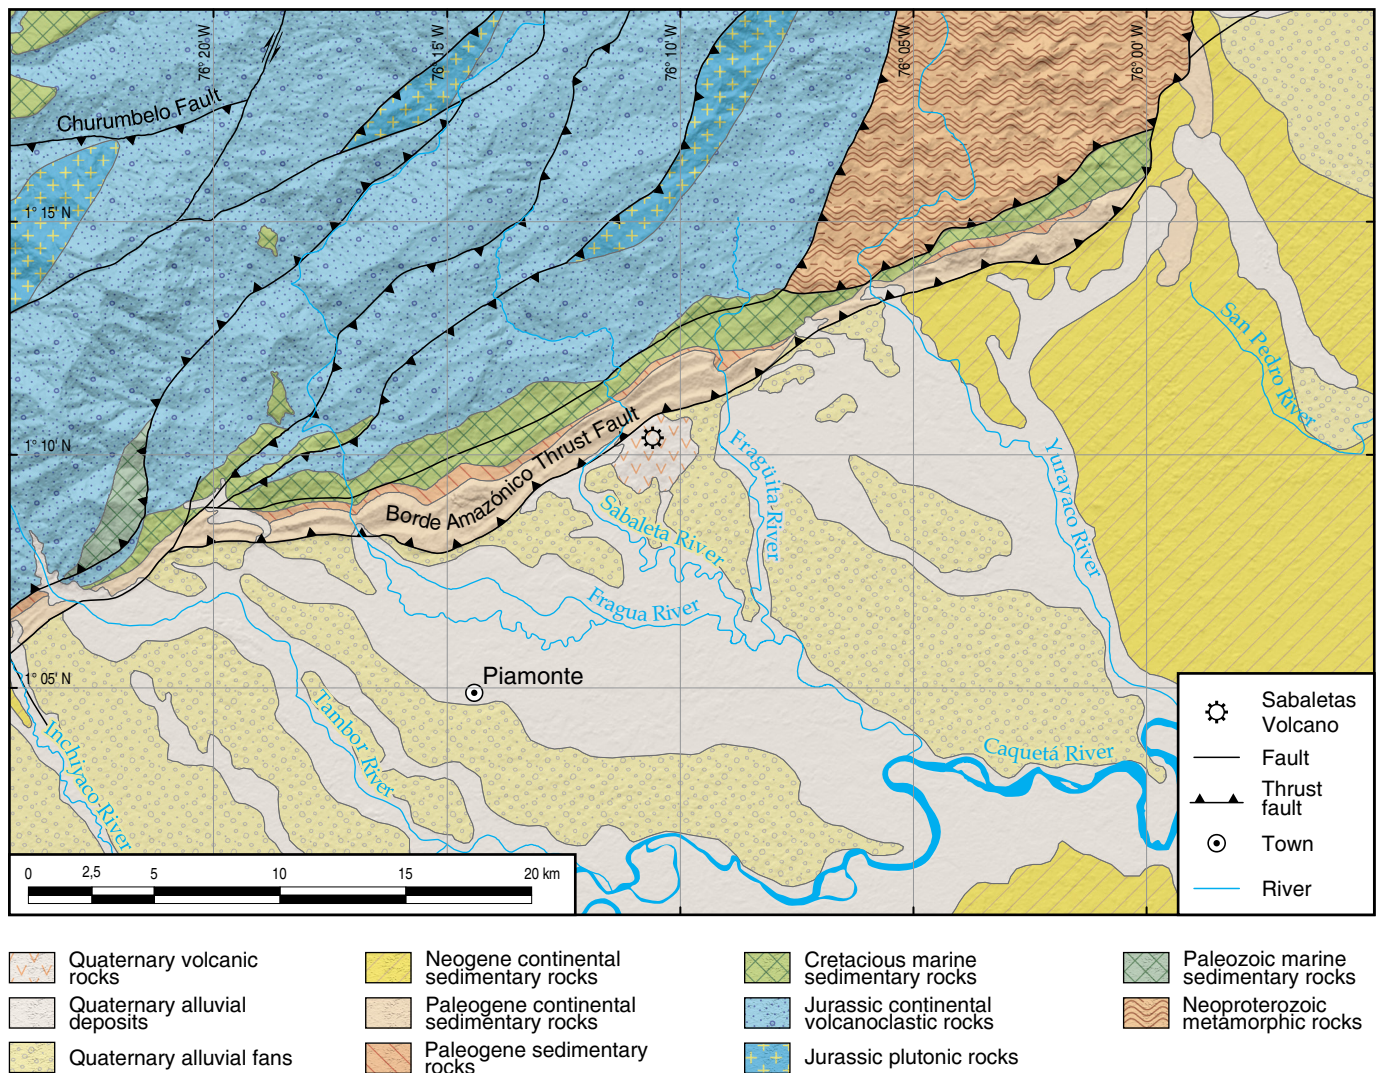 76° 20' W
76° 15' W
76° 10' W
76° 05' W
76° 00' W
Churumbelo Fault
1° 15' N
San Pedro River
1° 10' N
Borde Amazónico Thrust Fault
Fragüita River
Yurayaco River
Sabaleta River
Fragua River
Piamonte
1° 05' N
Tambor River
Inchiyaco River
Caquetá River
Sabaletas
Volcano
Fault
Thrust
fault
Town
River
0
2,5
5
10
15
20 km
Quaternary volcanic
rocks
Quaternary alluvial
deposits
Quaternary alluvial fans
Neogene continental
sedimentary rocks
Paleogene continental
sedimentary rocks
Paleogene sedimentary
rocks
Cretacious marine
sedimentary rocks
Jurassic continental
volcanoclastic rocks
Jurassic plutonic rocks
Paleozoic marine
sedimentary rocks
Neoproterozoic
metamorphic rocks